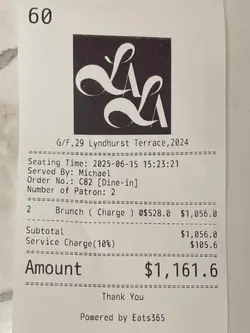 60
LA
LA
G/F,29 Lyndhurst Terrace,2024
Seating Time: 2025-06-15 15:23:21
Served By: Michael
Order No.: C82 [Dine-in]
Number of Patron: 2
2 Brunch ( Charge ) @$528.0 $1,056.0
Subtotal $1,056.0
Service Charge(10%) $105.6
Amount $1,161.6
Thank You
Powered by Eats365